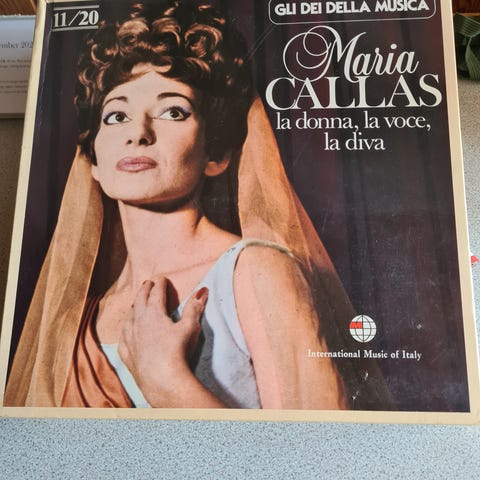 11/20
GLI DEI DELLA MUSICA
Maria
CALLAS
la donna, la voce,
la diva
International Music of Italy